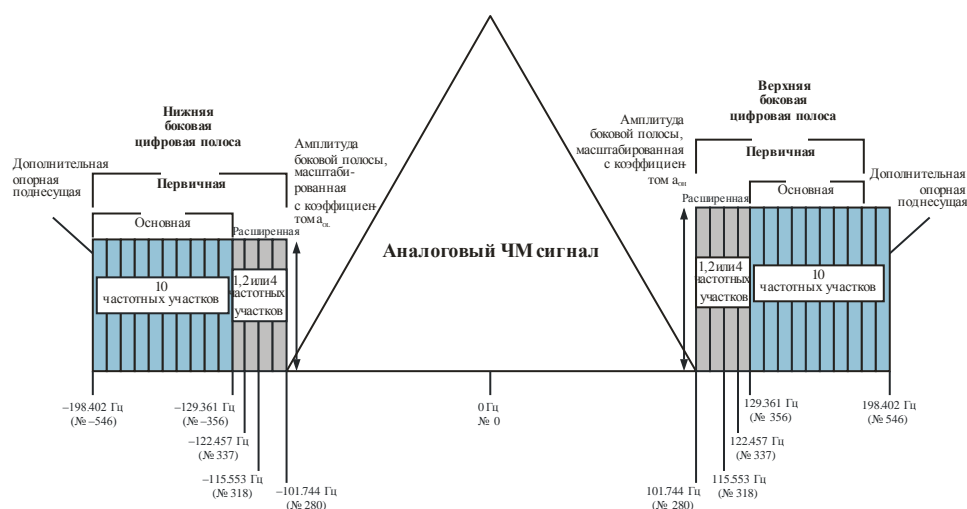 Нижняя
боковая
цифровая полоса
Дополнительная
опорная
поднесущая
Первичная
Основная
Расширенная
10
частотных участков
1,2 или 4
частотных
участков
Амплитуда
боковой полосы,
масштаби-
рованная
с коэффициен-
том a₀L
Аналоговый ЧМ сигнал
Амплитуда
боковой полосы,
масштабированная
с коэффициен-
том a₀H
Верхняя
боковая
цифровая полоса
Первичная
Основная
Расширенная
Дополнительная
опорная
поднесущая
1,2 или 4
частотных
участков
10
частотных участков
–198.402 Гц
(№ –546)
–129.361 Гц
(№ –356)
–122.457 Гц
(№ 337)
–115.553 Гц
(№ 318)
–101.744 Гц
(№ 280)
0 Гц
№ 0
101.744 Гц
(№ 280)
115.553 Гц
(№ 318)
122.457 Гц
(№ 337)
129.361 Гц
(№ 356)
198.402 Гц
(№ 546)